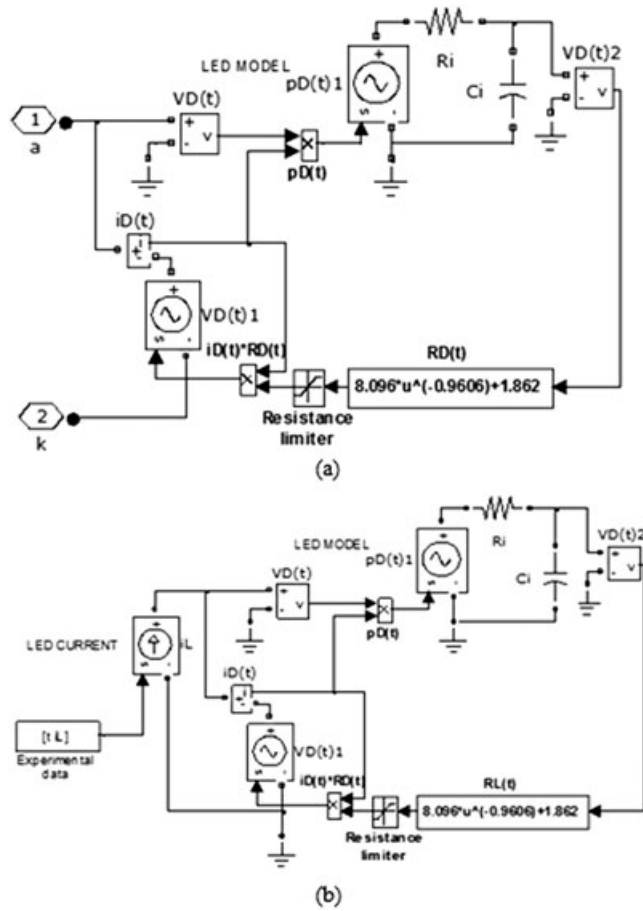 LED MODEL
pD(t)1
Ri
VD(t)2
VD(t)
Ci
1
a
+
-
v
S
pD(t)
iD(t)
VD(t)1
iD(t)*RD(t)
RD(t)
8.096*u^(-0.9606)+1.862
Resistance
limiter
2
k
(a)
LED MODEL
pD(t)1
Ri
VD(t)2
VD(t)
Ci
LED CURRENT
iL
pD(t)
iD(t)
[t iL]
Experimental
data
VD(t)1
iD(t)*RD(t)
RL(t)
8.096*u^(-0.9606)+1.862
Resistance
limiter
(b)